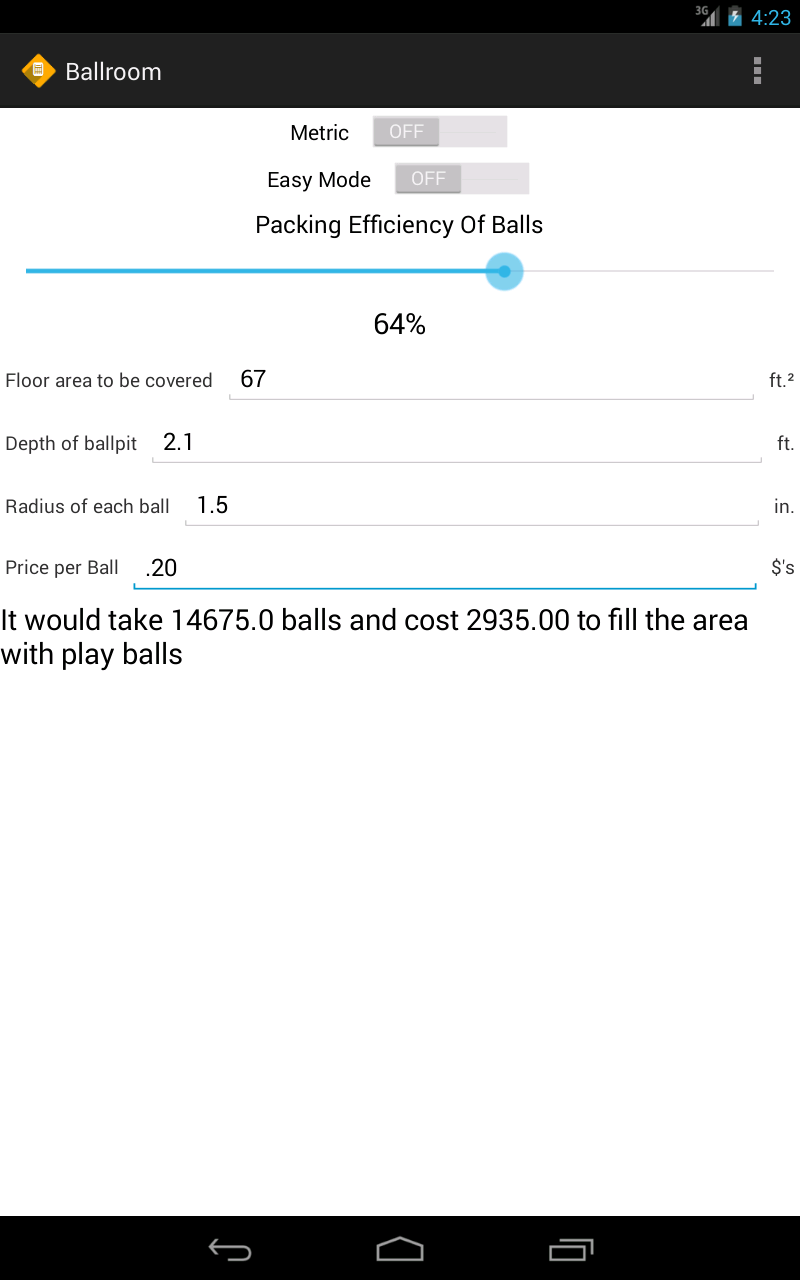 3G 4:23
Ballroom
Metric OFF
Easy Mode OFF
Packing Efficiency Of Balls
64%
Floor area to be covered 67 ft.²
Depth of ballpit 2.1 ft.
Radius of each ball 1.5 in.
Price per Ball .20 $'s
It would take 14675.0 balls and cost 2935.00 to fill the area
with play balls